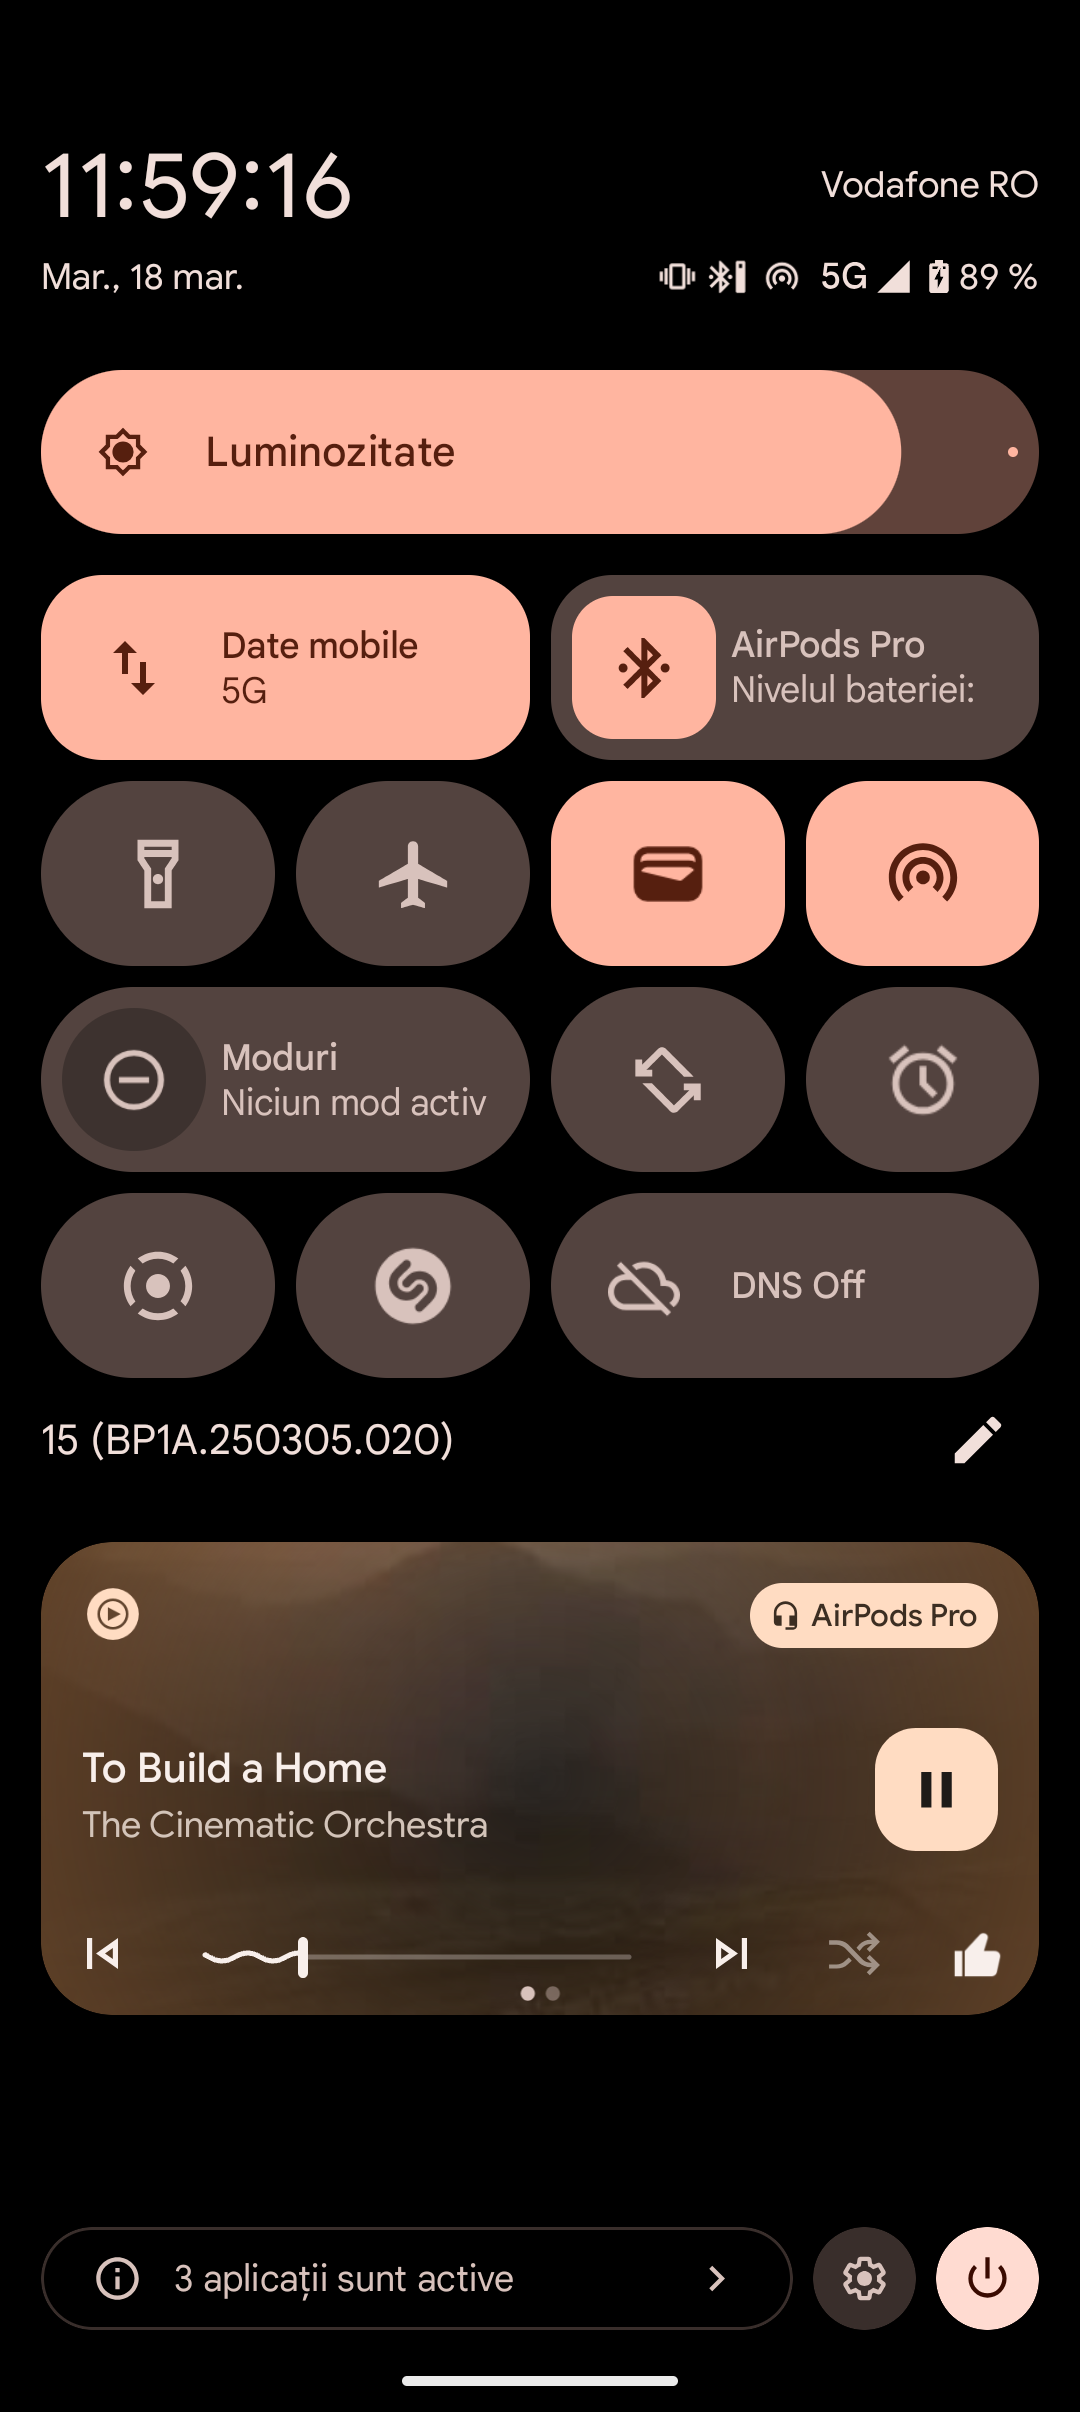 11:59:16
Vodafone RO
Mar., 18 mar.
5G 89 %
Luminozitate
Date mobile
5G
AirPods Pro
Nivelul bateriei:
Moduri
Niciun mod activ
DNS Off
15 (BP1A.250305.020)
AirPods Pro
To Build a Home
The Cinematic Orchestra
3 aplicații sunt active